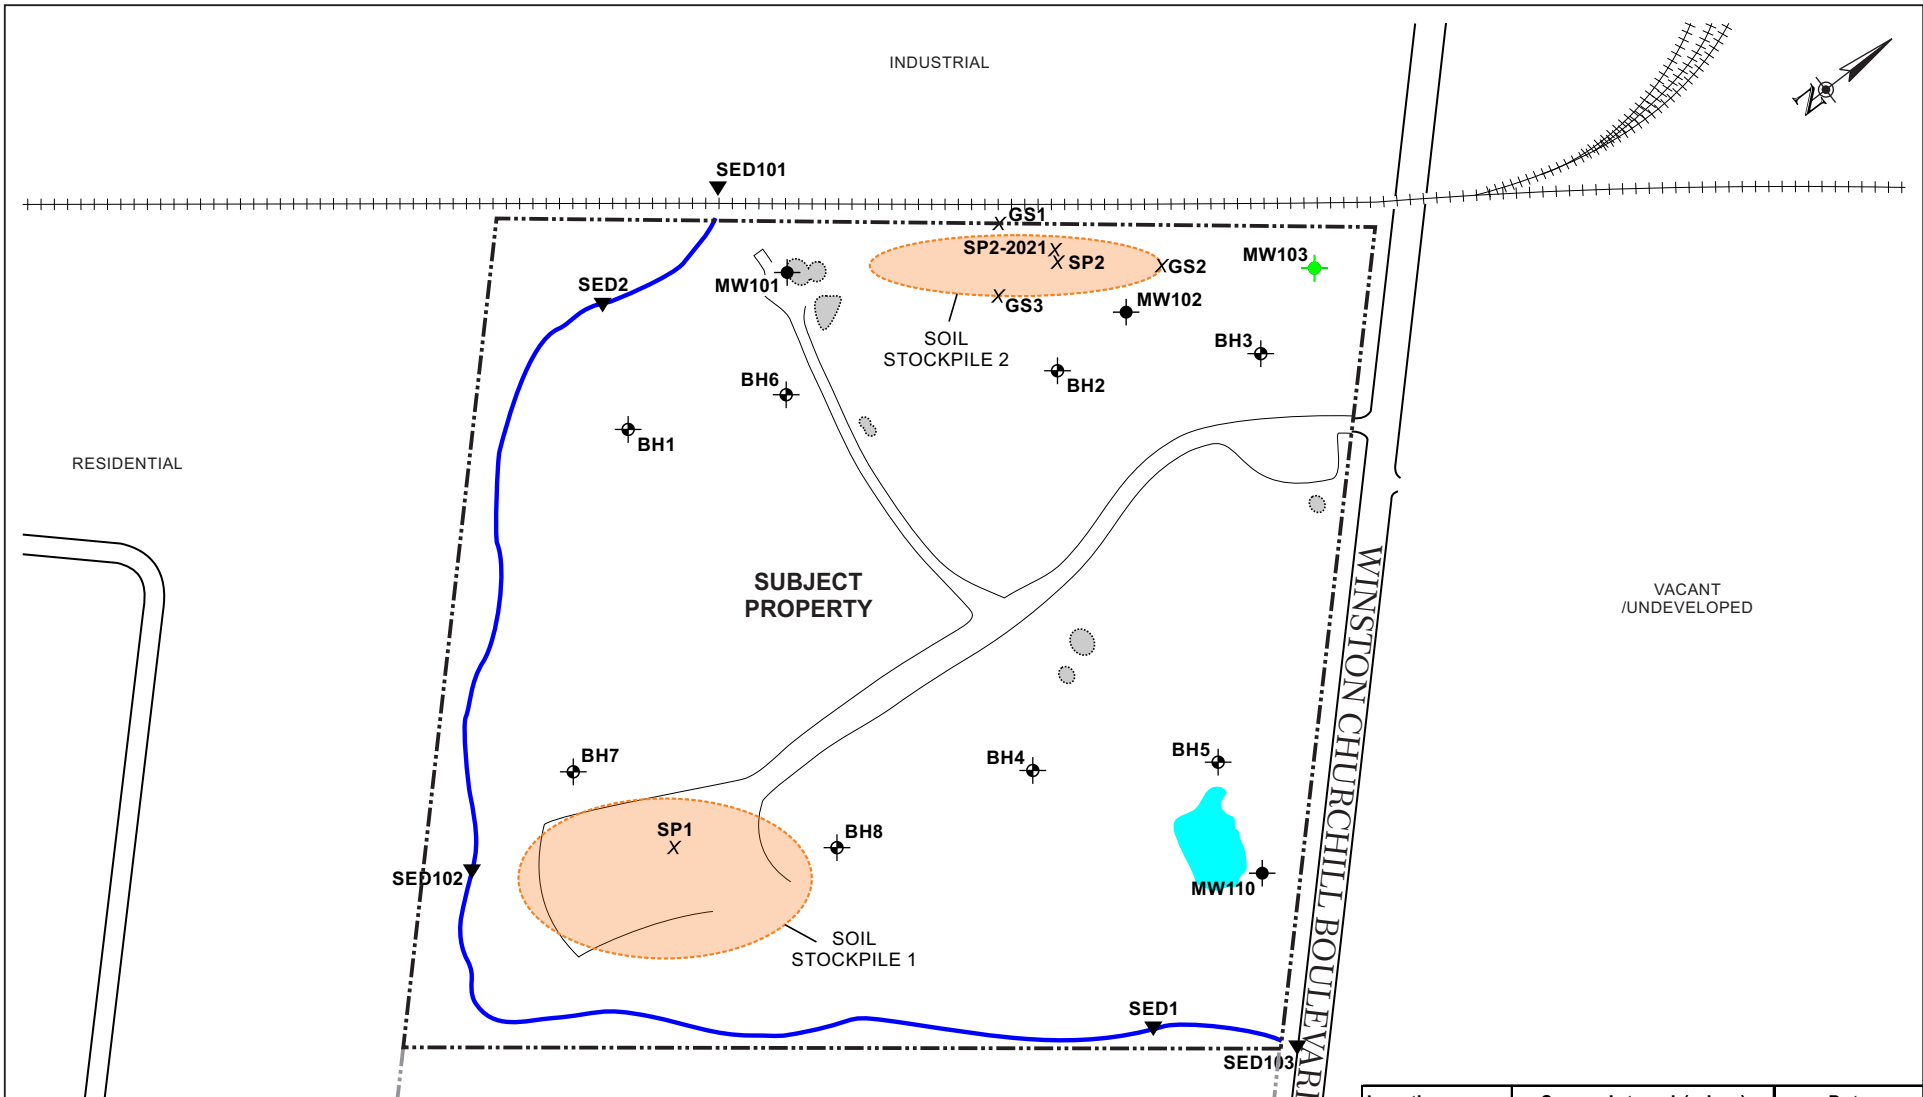 INDUSTRIAL
N
SED101
GS1
SP2-2021
SP2
GS2
MW103
SED2
MW101
GS3
MW102
SOIL
STOCKPILE 2
BH3
BH6
BH2
BH1
RESIDENTIAL
SUBJECT
PROPERTY
VACANT
/UNDEVELOPED
WINSTON CHURCHILL BOULEVAR
BH7
BH4
BH5
SP1
BH8
SED102
MW110
SOIL
STOCKPILE 1
SED1
SED103